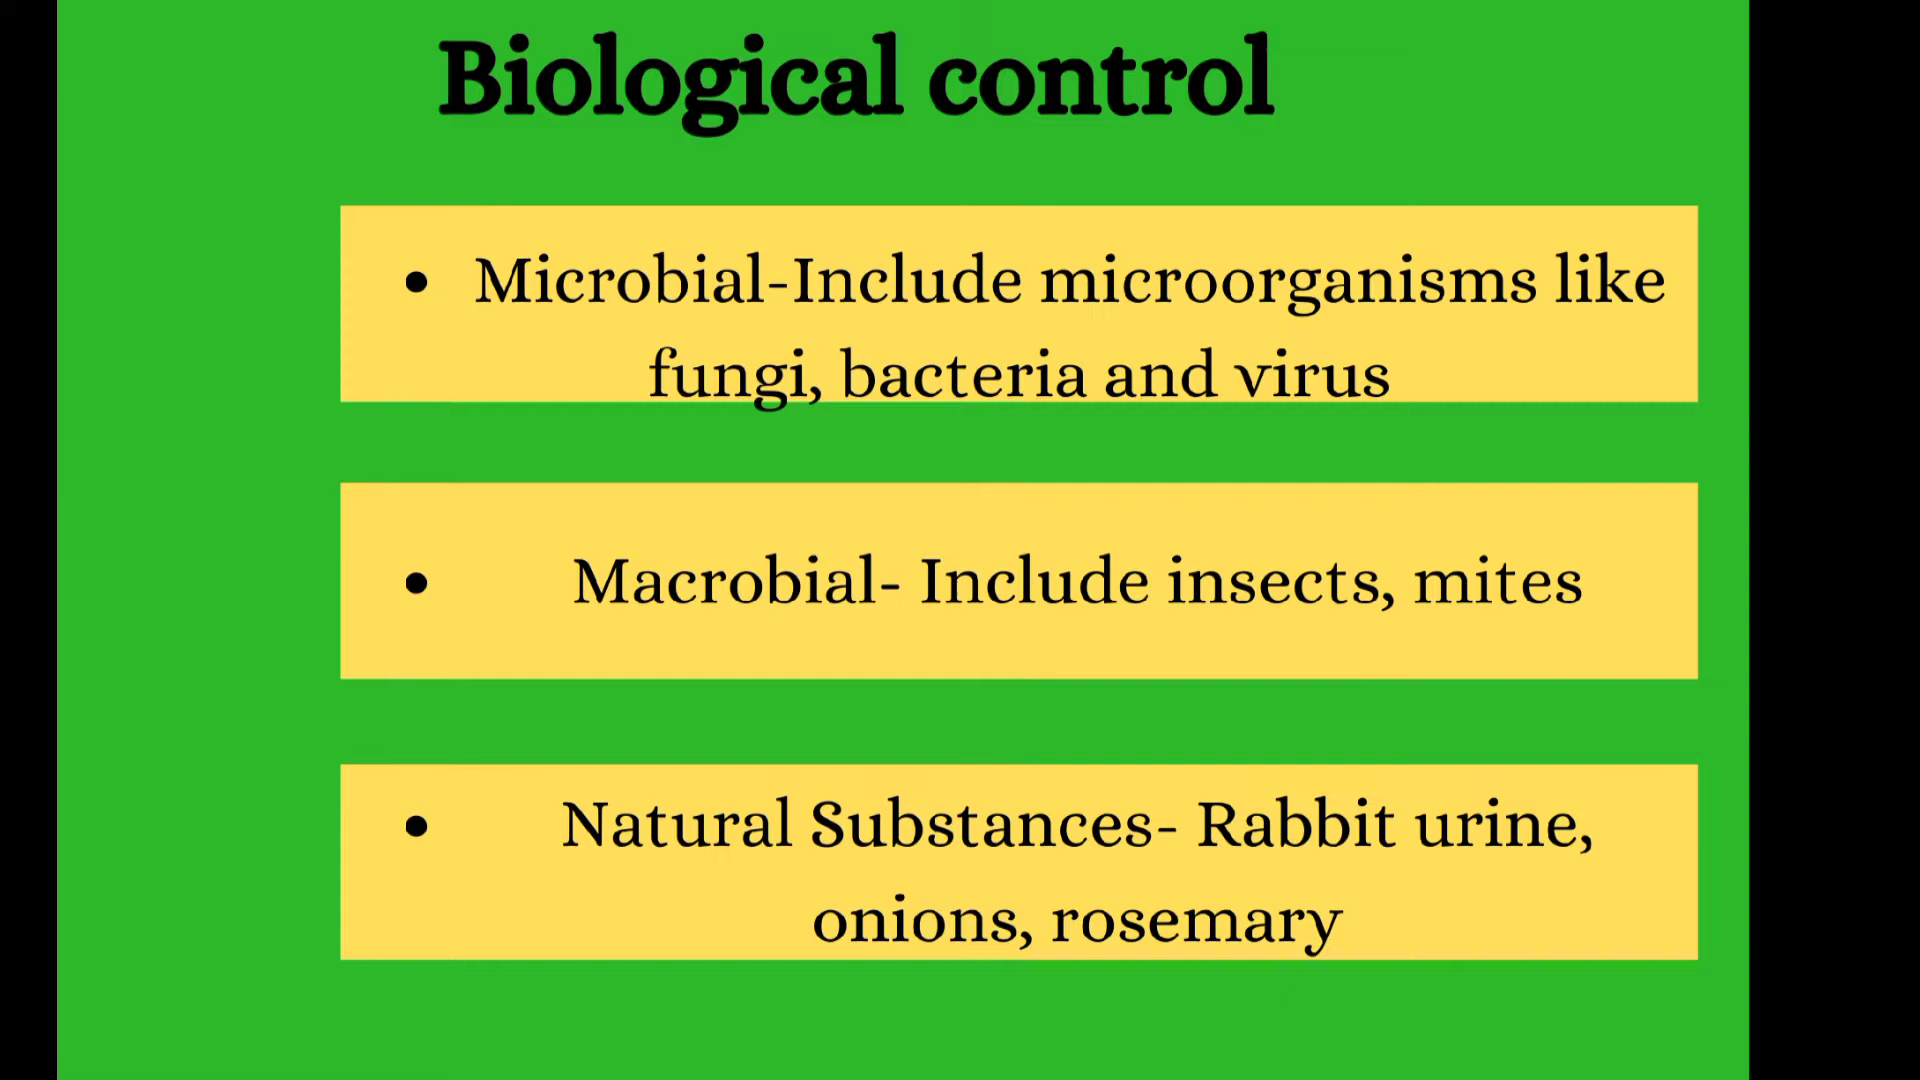 Biological control
• Microbial-Include microorganisms like
fungi, bacteria and virus
• Macrobial- Include insects, mites
• Natural Substances- Rabbit urine,
onions, rosemary